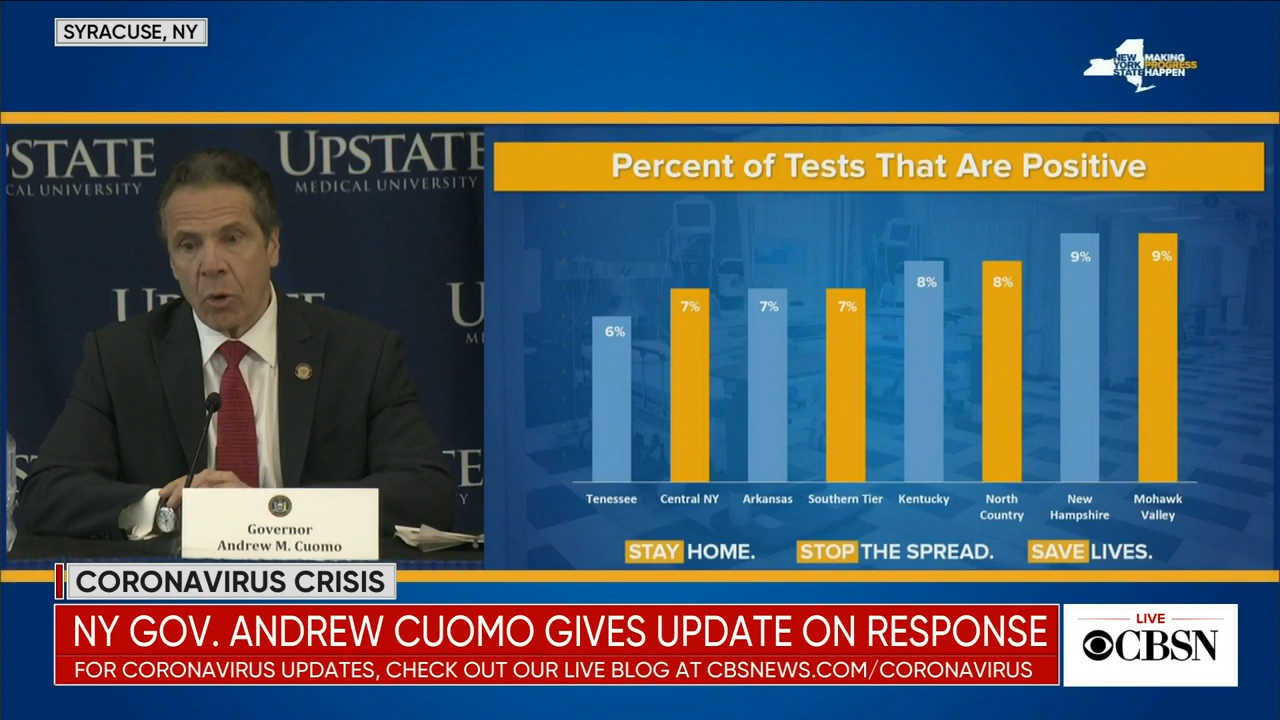 SYRACUSE, NY
NEW YORK STATE
MAKING PROGRESS HAPPEN
PSTATE
CAL UNIVERSITY
UPSTATE
MEDICAL UNIVERSITY
Governor
Andrew M. Cuomo
Percent of Tests That Are Positive
6% 7% 7% 7% 8% 8% 9% 9%
Tenessee Central NY Arkansas Southern Tier Kentucky North Country New Hampshire Mohawk Valley
STAY HOME. STOP THE SPREAD. SAVE LIVES.
CORONAVIRUS CRISIS
NY GOV. ANDREW CUOMO GIVES UPDATE ON RESPONSE
FOR CORONAVIRUS UPDATES, CHECK OUT OUR LIVE BLOG AT CBSNEWS.COM/CORONAVIRUS
LIVE
CBSN